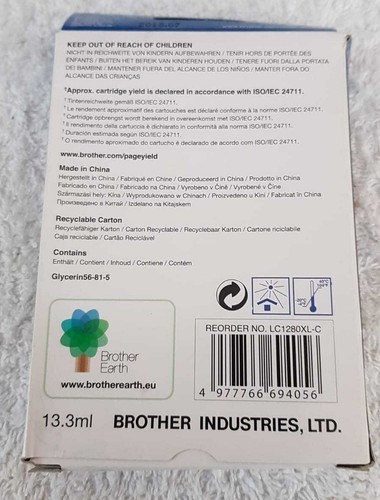 2013.07
KEEP OUT OF REACH OF CHILDREN
NICHT IN REICHWEITE VON KINDERN AUFBEWAHREN / TENIR HORS DE PORTÉE DES
ENFANTS / BUITEN HET BEREIK VAN KINDEREN HOUDEN / TENERE FUORI DALLA PORTATA
DEI BAMBINI / MANTENER FUERA DEL ALCANCE DE LOS NIÑOS / MANTER FORA DO
ALCANCE DAS CRIANÇAS
†Approx. cartridge yield is declared in accordance with ISO/IEC 24711.
†Tintenreichweite gemäß ISO/IEC 24711.
†Le rendement approximatif des cartouches est déclaré conforme à la norme ISO/IEC 24711.
†Cartridge opbrengst wordt berekend in overeenkomst met ISO/IEC 24711.
†Il rendimento della cartuccia è dichiarato in conformità alla norma ISO/IEC 24711.
†Duración estimada según ISO/IEC 24711.
†O rendimento aproximado do cartucho é declarado de acordo com ISO/IEC 24711.
www.brother.com/pageyield
Made in China
Hergestellt in China / Fabriqué en Chine / Geproduceerd in China / Prodotto in China
Fabricado en China / Fabricado na China / Vyrobeno v Číně / Vyrobené v Číne
Származási hely: Kína / Wyprodukowano w Chinach / Proizvedeno u Kini / Fabricat în China
Произведено в Китай / Izdelano na Kitajskem
Recyclable Carton
Recyclefähiger Karton / Carton Recyclable / Recyclebaar Karton / Cartone riciclabile
Caja reciclable / Cartão Reciclável
Contains
Enthält / Contient / Inhoud / Contiene / Contém
Glycerin56-81-5
Brother
Earth
www.brotherearth.eu
REORDER NO. LC1280XL-C
4 977766 694056
13.3ml BROTHER INDUSTRIES, LTD.